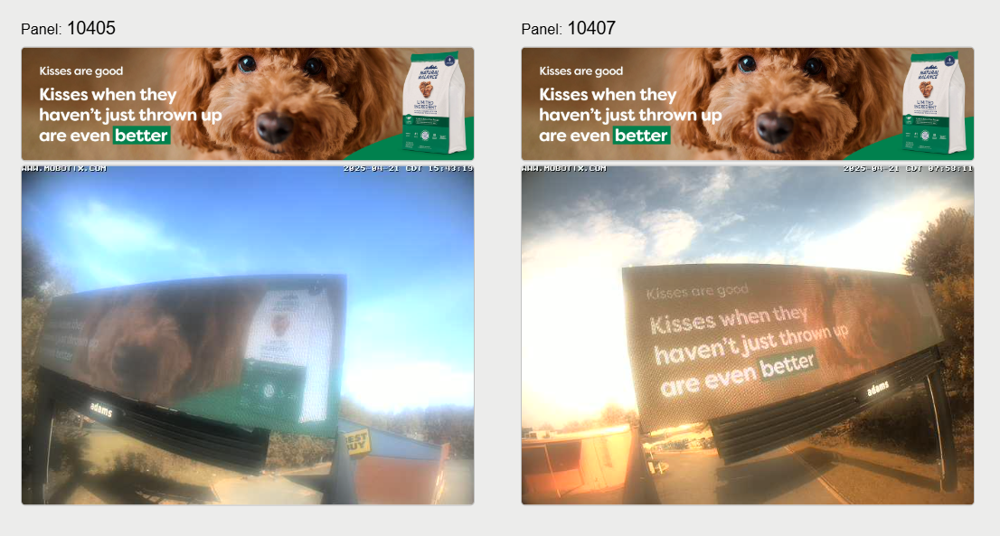 Panel: 10405
Kisses are good
Kisses when they
haven't just thrown up
are even better
NATURAL
BALANCE
LIMITED
INGREDIENT
WWW.MOBOTIX.COM
2025-04-21 CDT 15:43:19
adams
BEST
BUY
Panel: 10407
Kisses are good
Kisses when they
haven't just thrown up
are even better
NATURAL
BALANCE
LIMITED
INGREDIENT
WWW.MOBOTIX.COM
2025-04-21 CDT 07:53:11
Kisses are good
Kisses when they
haven't just thrown up
are even better
adams